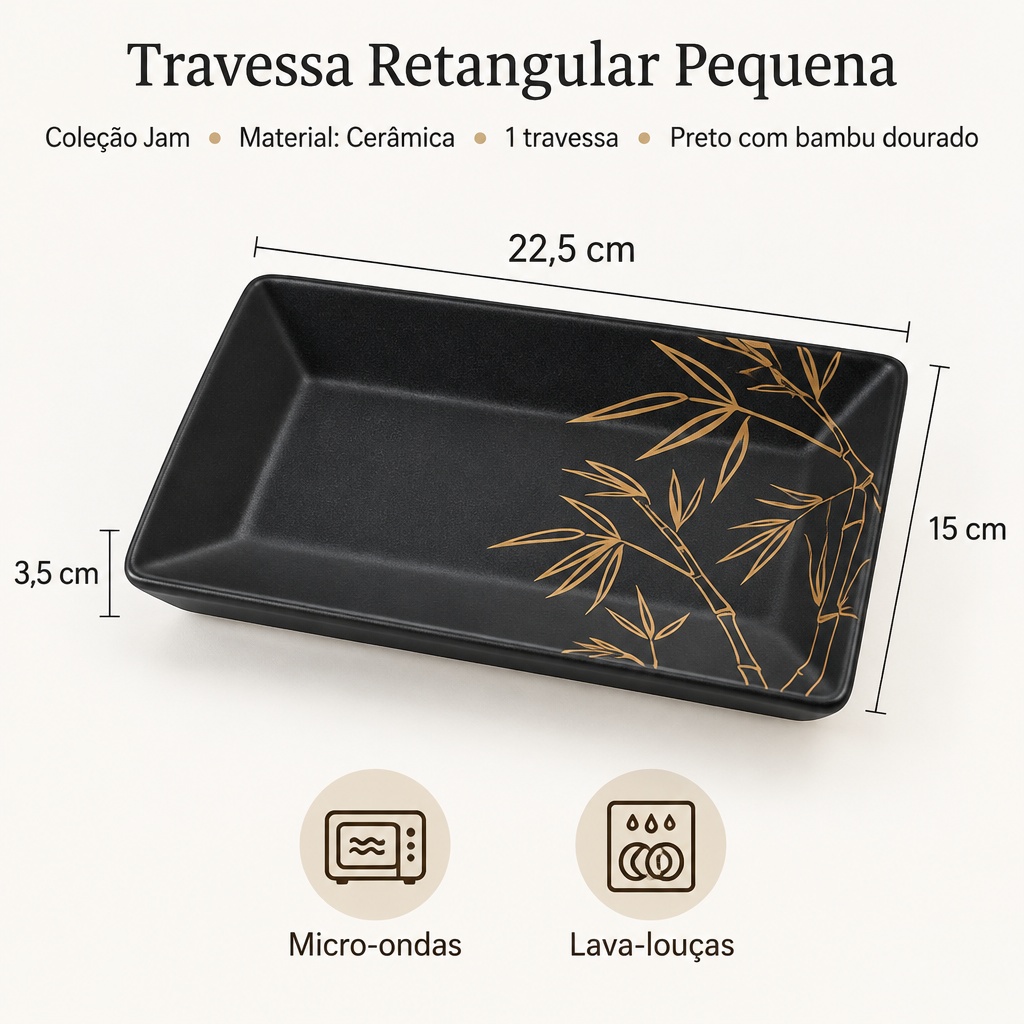 Travessa Retangular Pequena
Coleção Jam • Material: Cerâmica • 1 travessa • Preto com bambu dourado
22,5 cm
15 cm
3,5 cm
Micro-ondas
Lava-louças